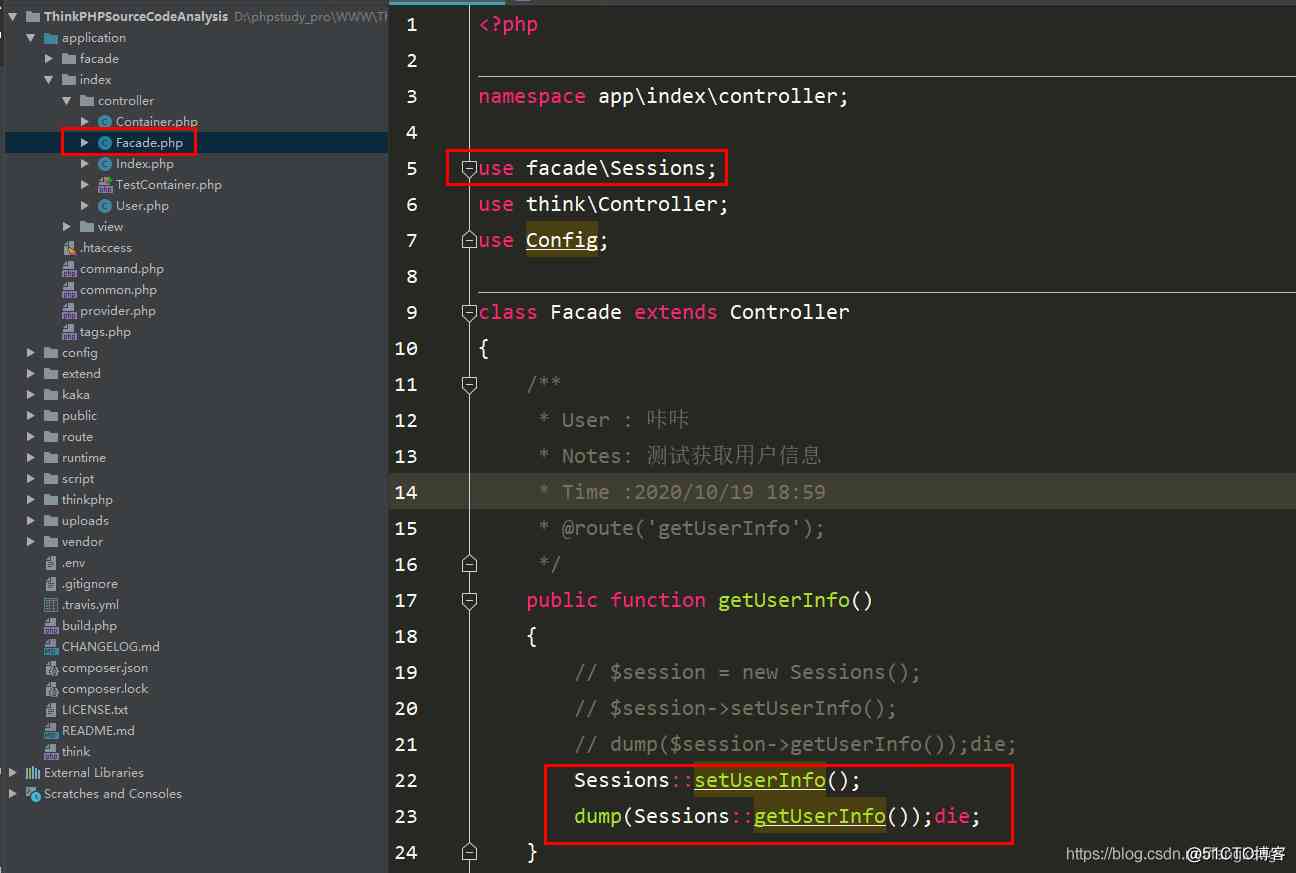 ThinkPHPSourceCodeAnalysis D:\phpstudy_pro\WWW\Th
application
facade
index
controller
Container.php
Facade.php
Index.php
TestContainer.php
User.php
view
.htaccess
command.php
common.php
provider.php
tags.php
config
extend
kaka
public
route
runtime
script
thinkphp
uploads
vendor
.env
.gitignore
.travis.yml
build.php
CHANGELOG.md
composer.json
composer.lock
LICENSE.txt
README.md
think
External Libraries
Scratches and Consoles
1 <?php
2
3 namespace app\index\controller;
4
5 use facade\Sessions;
6 use think\Controller;
7 use Config;
8
9 class Facade extends Controller
10 {
11 /**
12 * User : 咔咔
13 * Notes: 测试获取用户信息
14 * Time :2020/10/19 18:59
15 * @route('getUserInfo');
16 */
17 public function getUserInfo()
18 {
19 // $session = new Sessions();
20 // $session->setUserInfo();
21 // dump($session->getUserInfo());die;
22 Sessions::setUserInfo();
23 dump(Sessions::getUserInfo());die;
24 }
https://blog.csdn.n
@51CTO博客